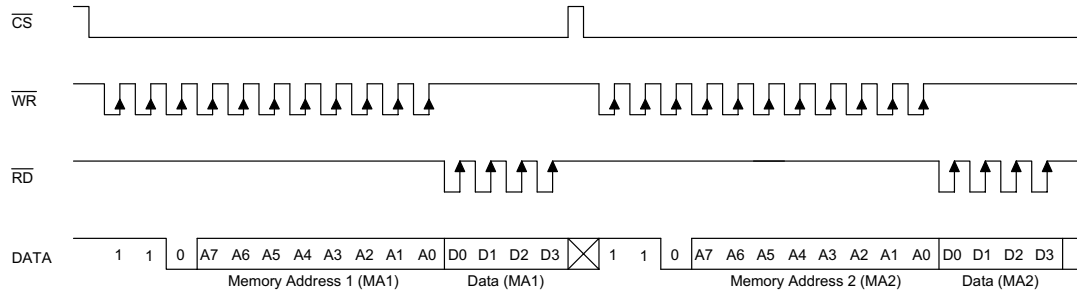 CS
WR
RD
DATA 1 1 0 A7 A6 A5 A4 A3 A2 A1 A0 D0 D1 D2 D3 1 1 0 A7 A6 A5 A4 A3 A2 A1 A0 D0 D1 D2 D3
Memory Address 1 (MA1) Data (MA1) Memory Address 2 (MA2) Data (MA2)